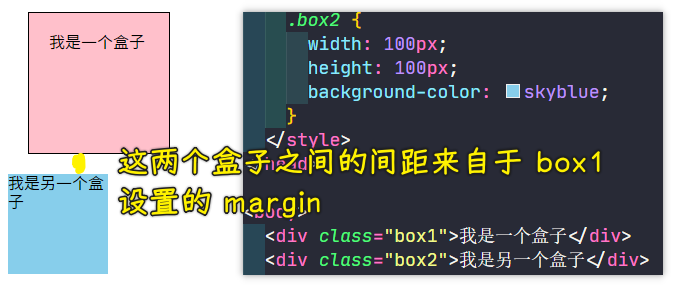 我是一个盒子
我是另一个盒
子
.box2 {
width: 100px;
height: 100px;
background-color: skyblue;
}
</style>
head
这两个盒子之间的间距来自于 box1
设置的 margin
<body>
<div class="box1">我是一个盒子</div>
<div class="box2">我是另一个盒子</div>